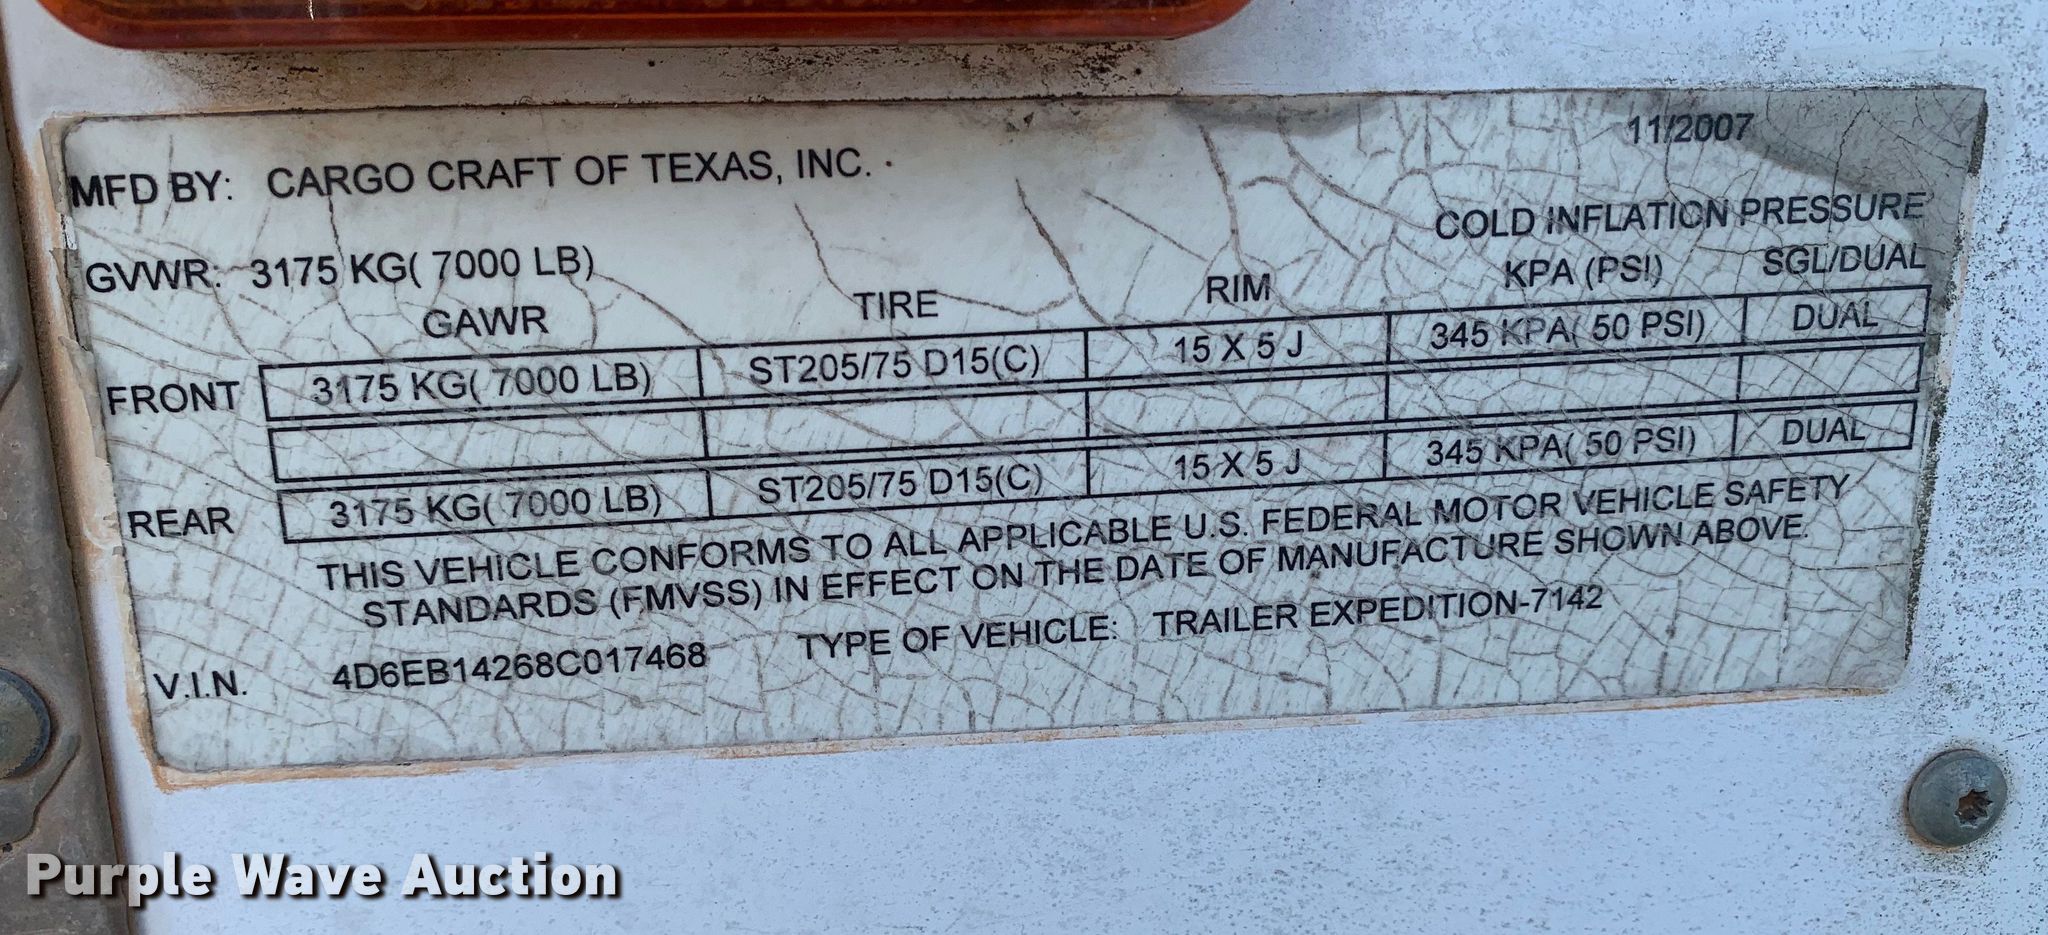 11/2007
MFD BY: CARGO CRAFT OF TEXAS, INC.
COLD INFLATION PRESSURE
GVWR: 3175 KG( 7000 LB)
GAWR TIRE RIM KPA (PSI) SGL/DUAL
FRONT 3175 KG( 7000 LB) ST205/75 D15(C) 15 X 5 J 345 KPA( 50 PSI) DUAL
REAR 3175 KG( 7000 LB) ST205/75 D15(C) 15 X 5 J 345 KPA( 50 PSI) DUAL
THIS VEHICLE CONFORMS TO ALL APPLICABLE U.S. FEDERAL MOTOR VEHICLE SAFETY
STANDARDS (FMVSS) IN EFFECT ON THE DATE OF MANUFACTURE SHOWN ABOVE.
V.I.N. 4D6EB14268C017468 TYPE OF VEHICLE: TRAILER EXPEDITION-7142
Purple Wave Auction